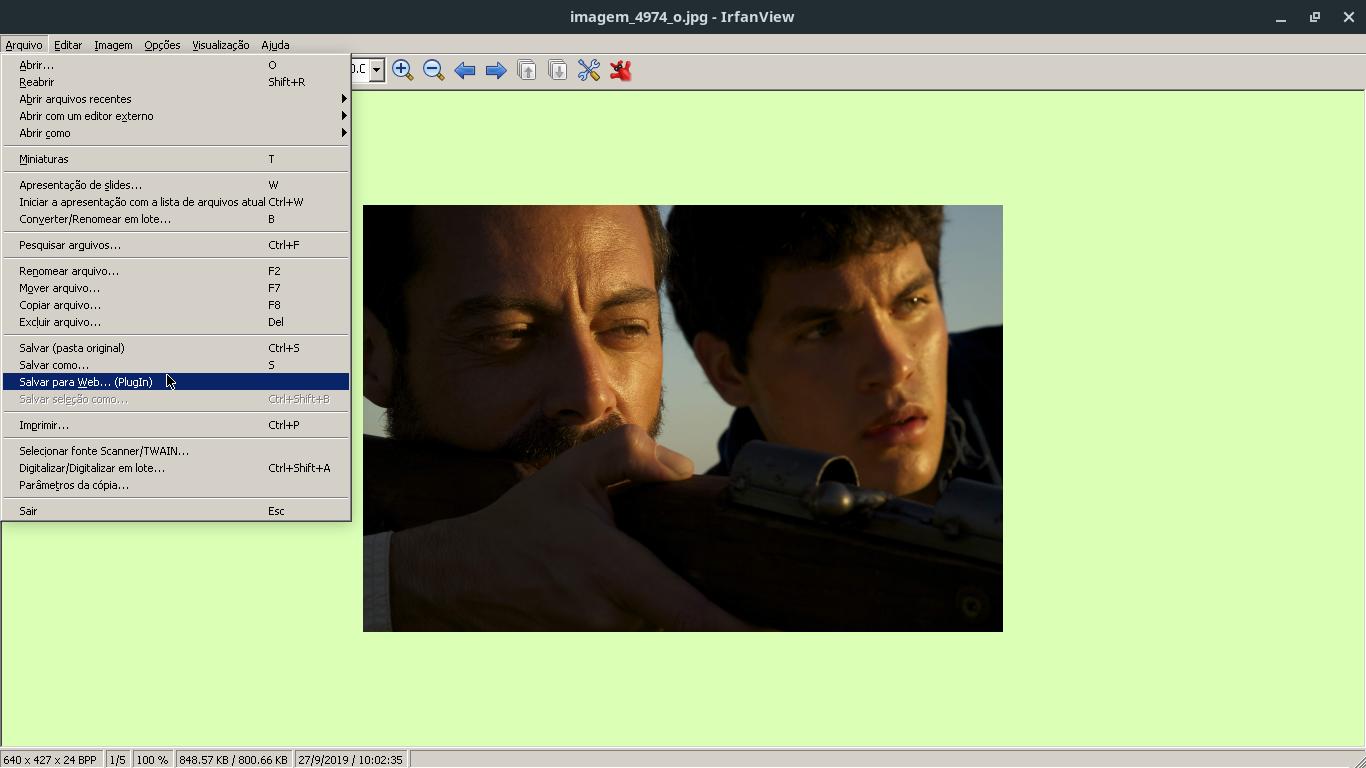 imagem_4974_o.jpg - IrfanView
Arquivo Editar Imagem Opções Visualização Ajuda
Abrir... O
Reabrir Shift+R
Abrir arquivos recentes
Abrir com um editor externo
Abrir como
Miniaturas T
Apresentação de slides... W
Iniciar a apresentação com a lista de arquivos atual Ctrl+W
Converter/Renomear em lote... B
Pesquisar arquivos... Ctrl+F
Renomear arquivo... F2
Mover arquivo... F7
Copiar arquivo... F8
Excluir arquivo... Del
Salvar (pasta original) Ctrl+S
Salvar como... S
Salvar para Web... (PlugIn)
Salvar seleção como... Ctrl+Shift+B
Imprimir... Ctrl+P
Selecionar fonte Scanner/TWAIN...
Digitalizar/Digitalizar em lote... Ctrl+Shift+A
Parâmetros da cópia...
Sair Esc
640 x 427 x 24 BPP 1/5 100 % 848.57 KB / 800.66 KB 27/9/2019 / 10:02:35